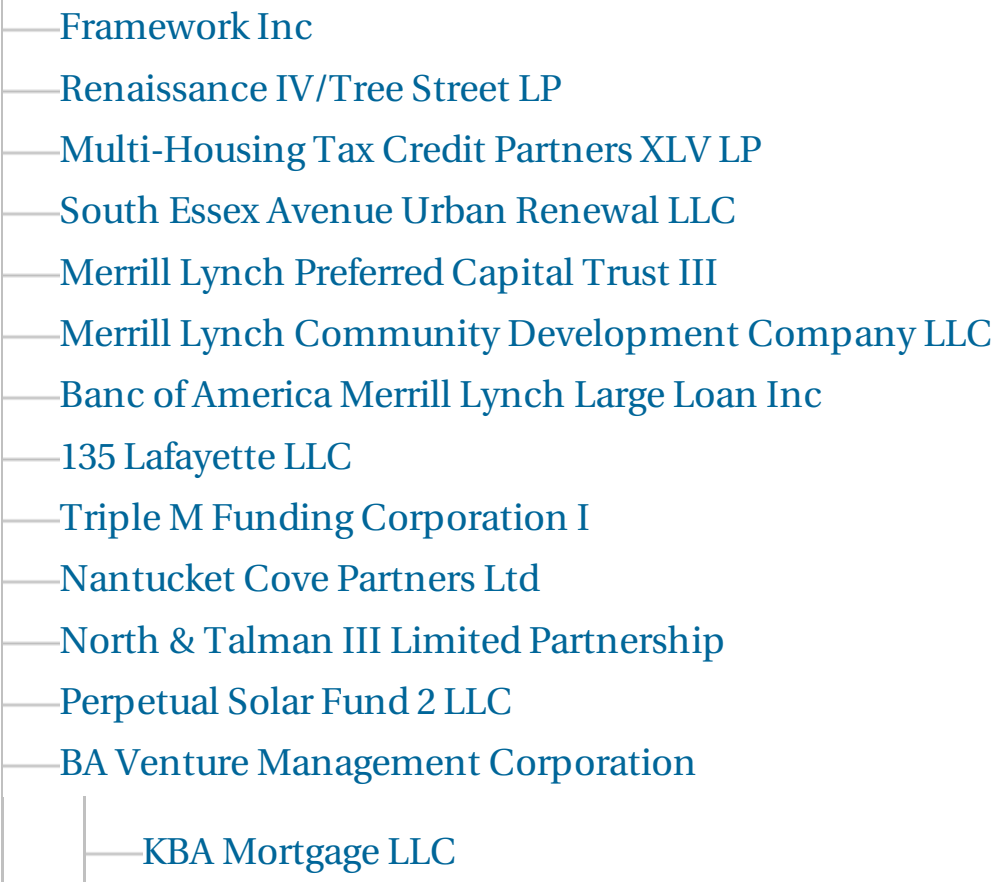 Framework Inc
Renaissance IV/Tree Street LP
Multi-Housing Tax Credit Partners XLV LP
South Essex Avenue Urban Renewal LLC
Merrill Lynch Preferred Capital Trust III
Merrill Lynch Community Development Company LLC
Banc of America Merrill Lynch Large Loan Inc
135 Lafayette LLC
Triple M Funding Corporation I
Nantucket Cove Partners Ltd
North & Talman III Limited Partnership
Perpetual Solar Fund 2 LLC
BA Venture Management Corporation
KBA Mortgage LLC